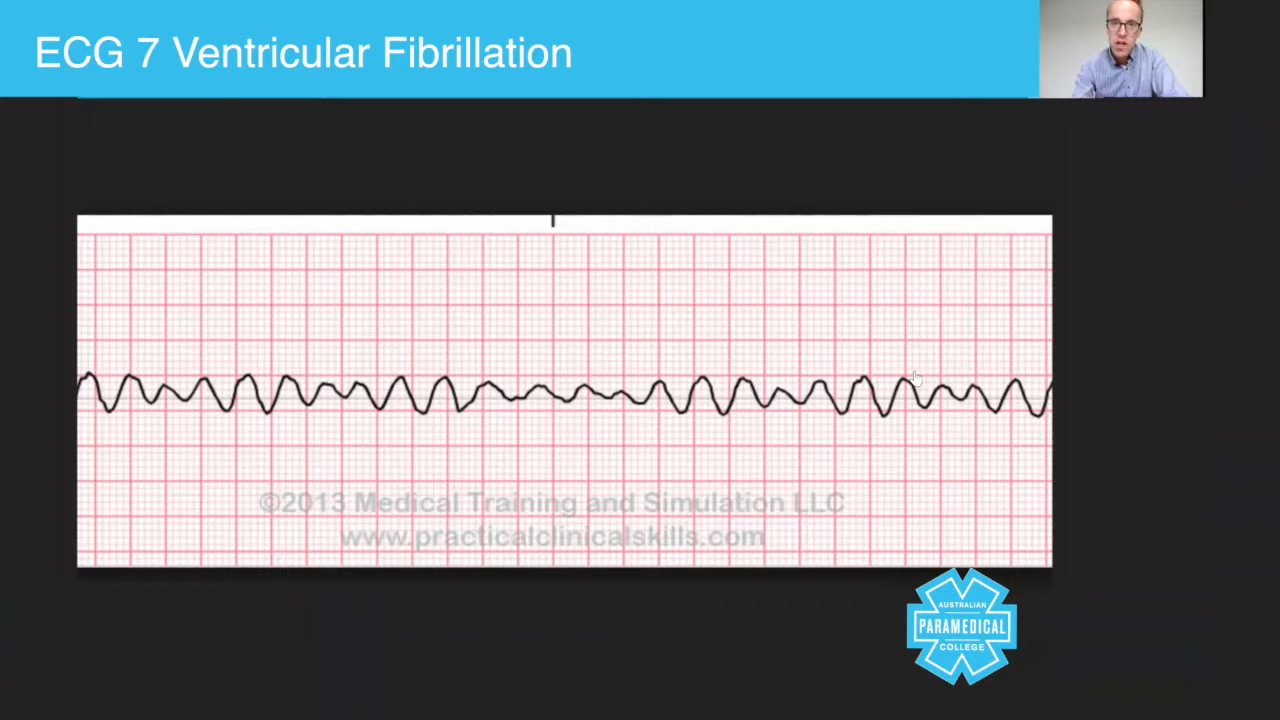 ECG 7 Ventricular Fibrillation
©2013 Medical Training and Simulation LLC
www.practicalclinicalskills.com
AUSTRALIAN
PARAMEDICAL
COLLEGE